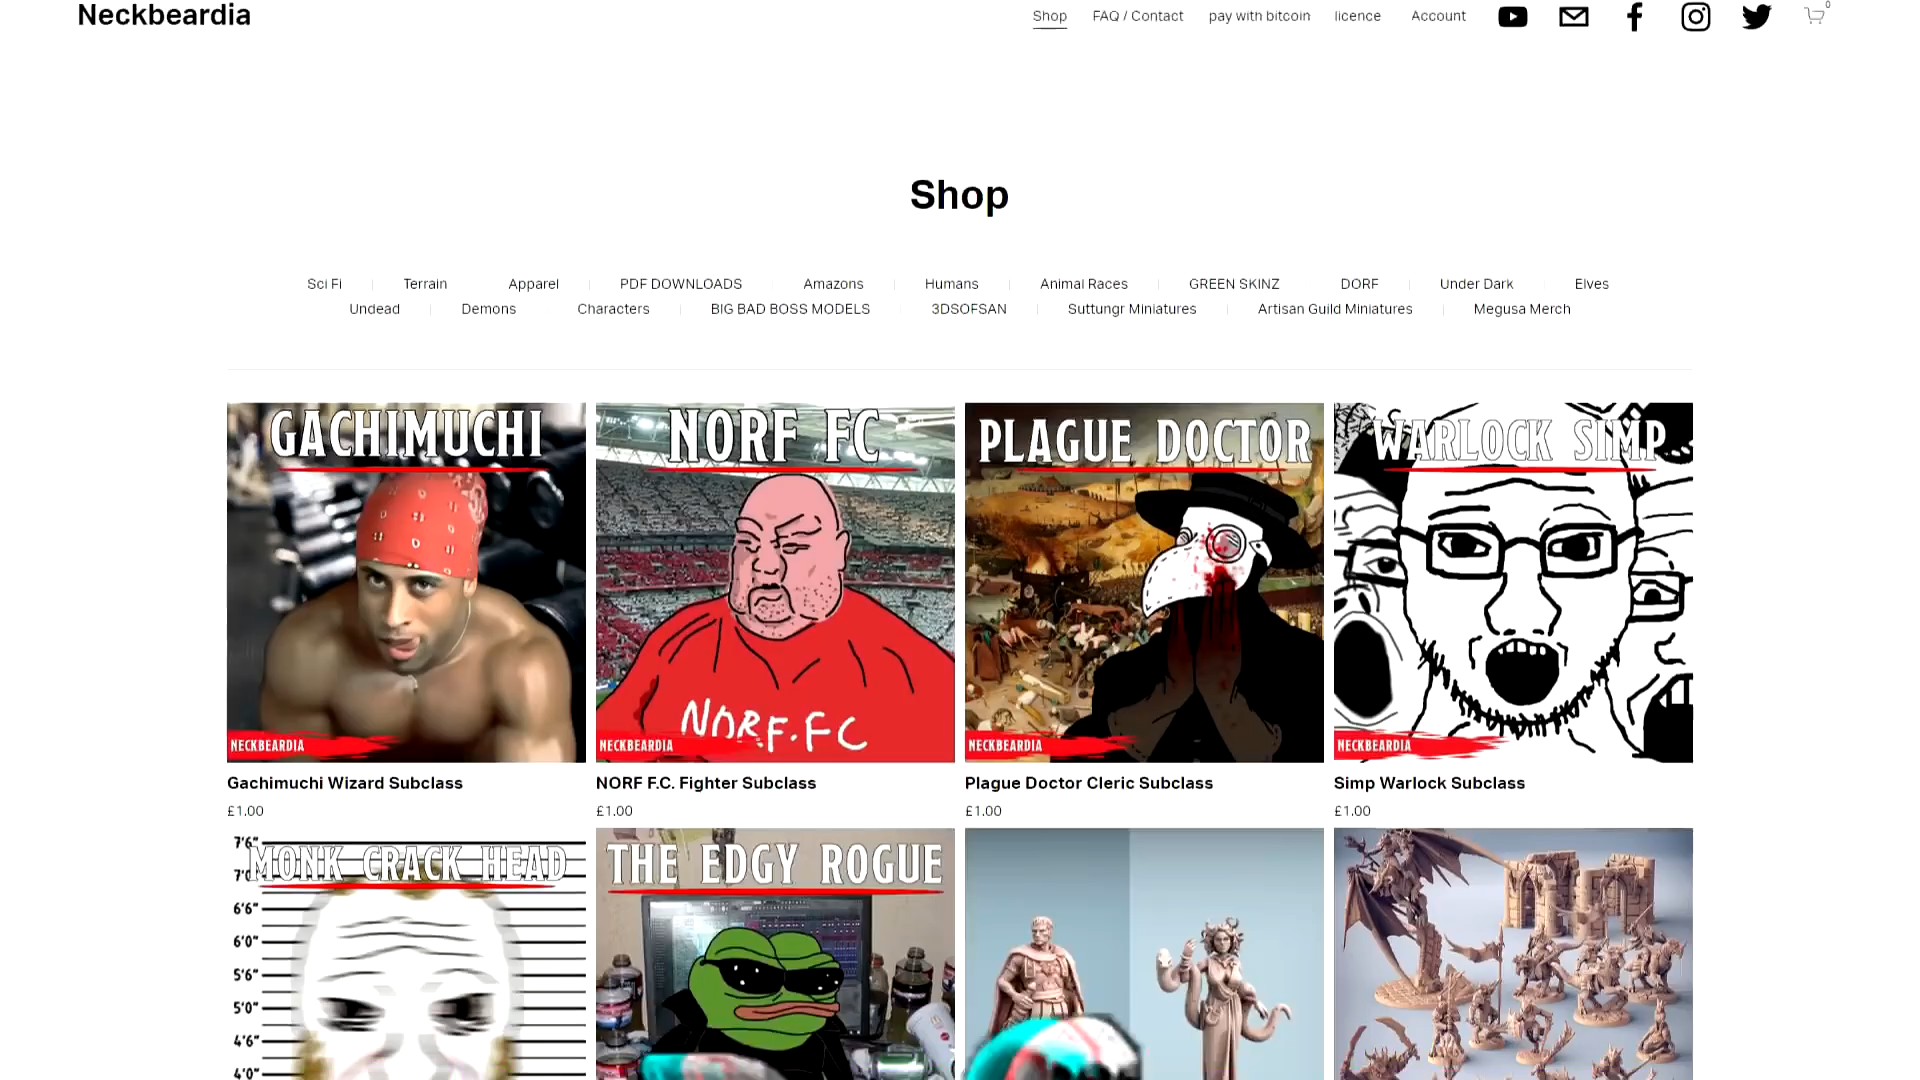 Neckbeardia
Shop FAQ / Contact pay with bitcoin licence Account 0
Shop
Sci Fi Terrain Apparel PDF DOWNLOADS Amazons Humans Animal Races GREEN SKINZ DORF Under Dark Elves
Undead Demons Characters BIG BAD BOSS MODELS 3DSOFSAN Suttungr Miniatures Artisan Guild Miniatures Megusa Merch
GACHIMUCHI
NECKBEARDIA
Gachimuchi Wizard Subclass
£1.00
NORF FC
NORF.FC
NECKBEARDIA
NORF F.C. Fighter Subclass
£1.00
PLAGUE DOCTOR
NECKBEARDIA
Plague Doctor Cleric Subclass
£1.00
WARLOCK SIMP
NECKBEARDIA
Simp Warlock Subclass
£1.00
MONK CRACK HEAD
7'6"
7'0"
6'6"
6'0"
5'6"
5'0"
4'6"
4'0"
THE EDGY ROGUE